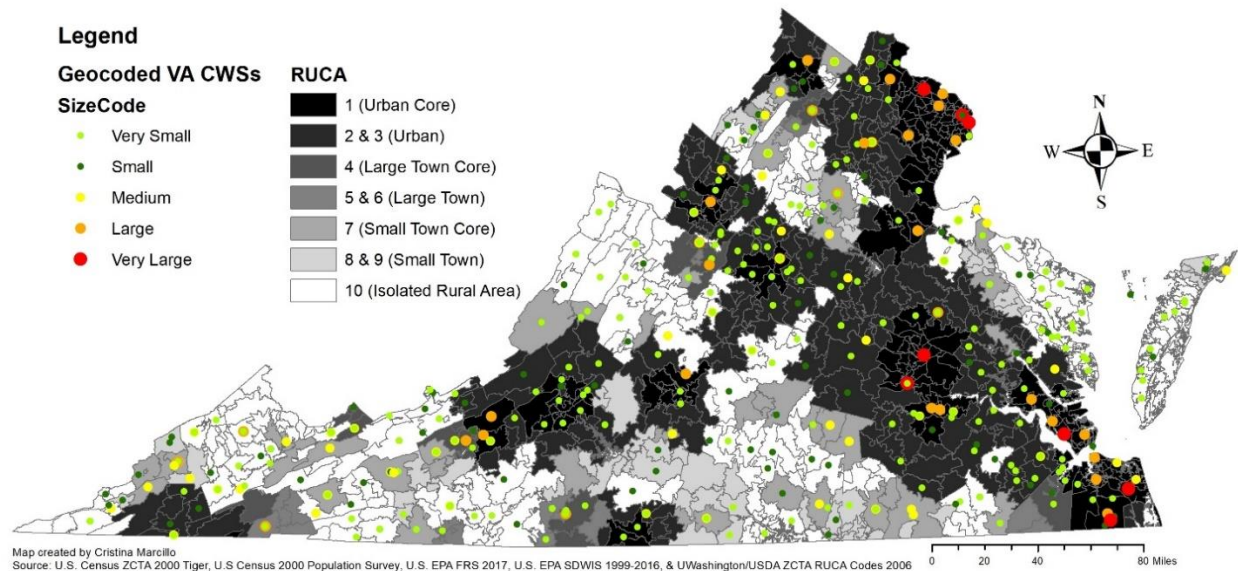 Legend
Geocoded VA CWSs
SizeCode
Very Small
Small
Medium
Large
Very Large
RUCA
1 (Urban Core)
2 & 3 (Urban)
4 (Large Town Core)
5 & 6 (Large Town)
7 (Small Town Core)
8 & 9 (Small Town)
10 (Isolated Rural Area)
N
W
E
S
Map created by Cristina Marcillo
Source: U.S. Census ZCTA 2000 Tiger, U.S Census 2000 Population Survey, U.S. EPA FRS 2017, U.S. EPA SDWIS 1999-2016, & UWashington/USDA ZCTA RUCA Codes 2006
0 10 20 40 60 80 Miles